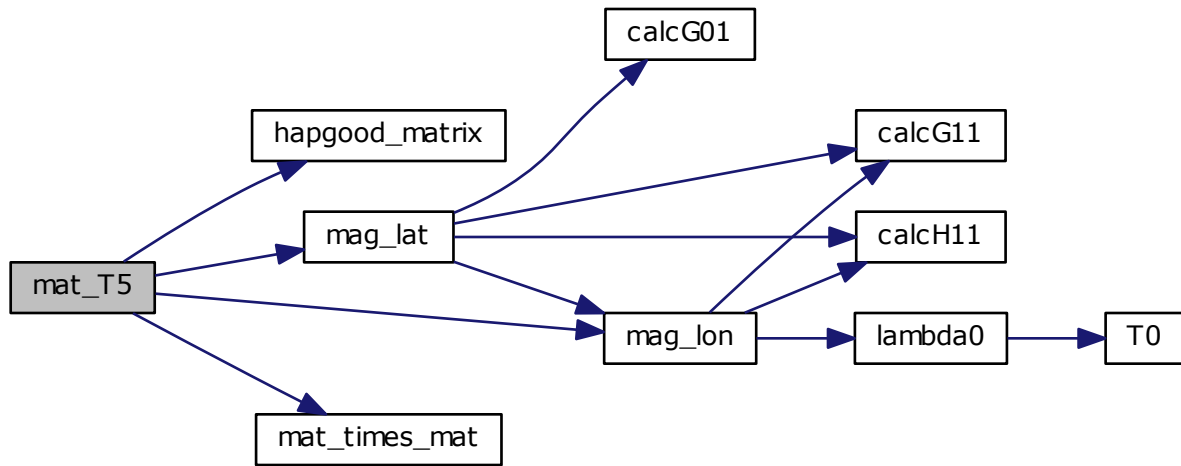 calcG01
hapgood_matrix
calcG11
mag_lat
calcH11
mat_T5
mag_lon
lambda0
T0
mat_times_mat